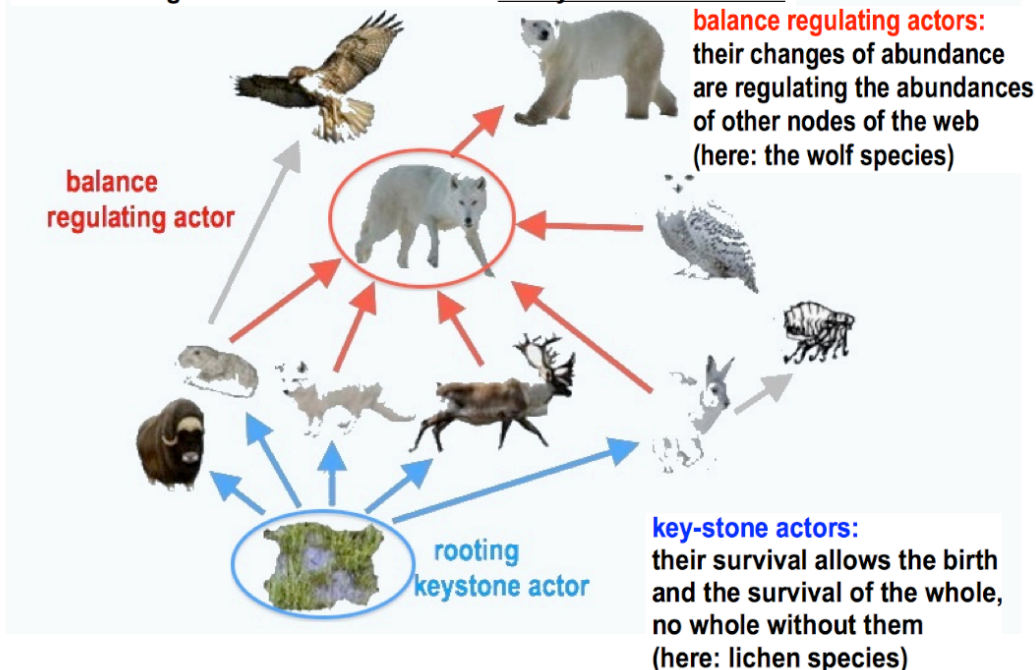 balance regulating actors:
their changes of abundance
are regulating the abundances
of other nodes of the web
(here: the wolf species)
balance
regulating actor
rooting
keystone actor
key-stone actors:
their survival allows the birth
and the survival of the whole,
no whole without them
(here: lichen species)